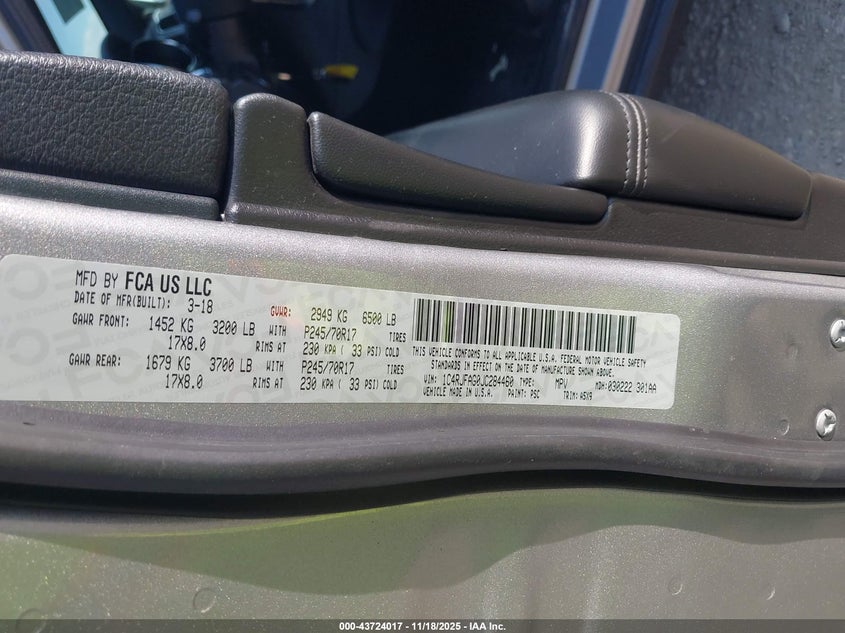 MFD BY FCA US LLC
DATE OF MFR(BUILT): 3-18 GVWR: 2949 KG 6500 LB
GAWR FRONT: 1452 KG 3200 LB WITH P245/70R17 TIRES
17X8.0 RIMS AT 230 KPA ( 33 PSI) COLD
GAWR REAR: 1679 KG 3700 LB WITH P245/70R17 TIRES
17X8.0 RIMS AT 230 KPA ( 33 PSI) COLD
THIS VEHICLE CONFORMS TO ALL APPLICABLE U.S.A. FEDERAL MOTOR VEHICLE SAFETY
STANDARDS IN EFFECT ON THE DATE OF MANUFACTURE SHOWN ABOVE.
VIN: 1C4RJFAG0JC284460 TYPE: MPV MDH: 030222 301AA
VEHICLE MADE IN U.S.A. PAINT: PSC TRIM: A5X9
000-43724017 - 11/18/2025 - IAA Inc.